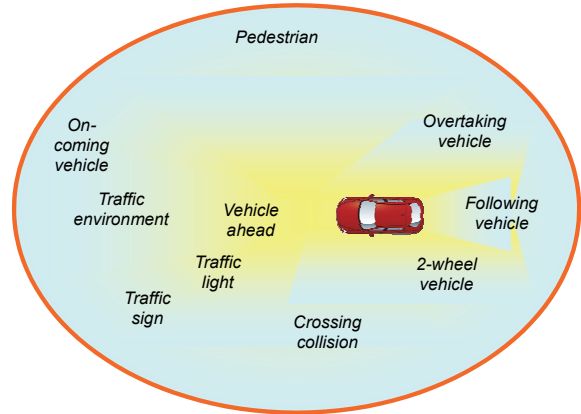 Pedestrian
On-
coming
vehicle
Overtaking
vehicle
Traffic
environment
Vehicle
ahead
Following
vehicle
Traffic
light
2-wheel
vehicle
Traffic
sign
Crossing
collision